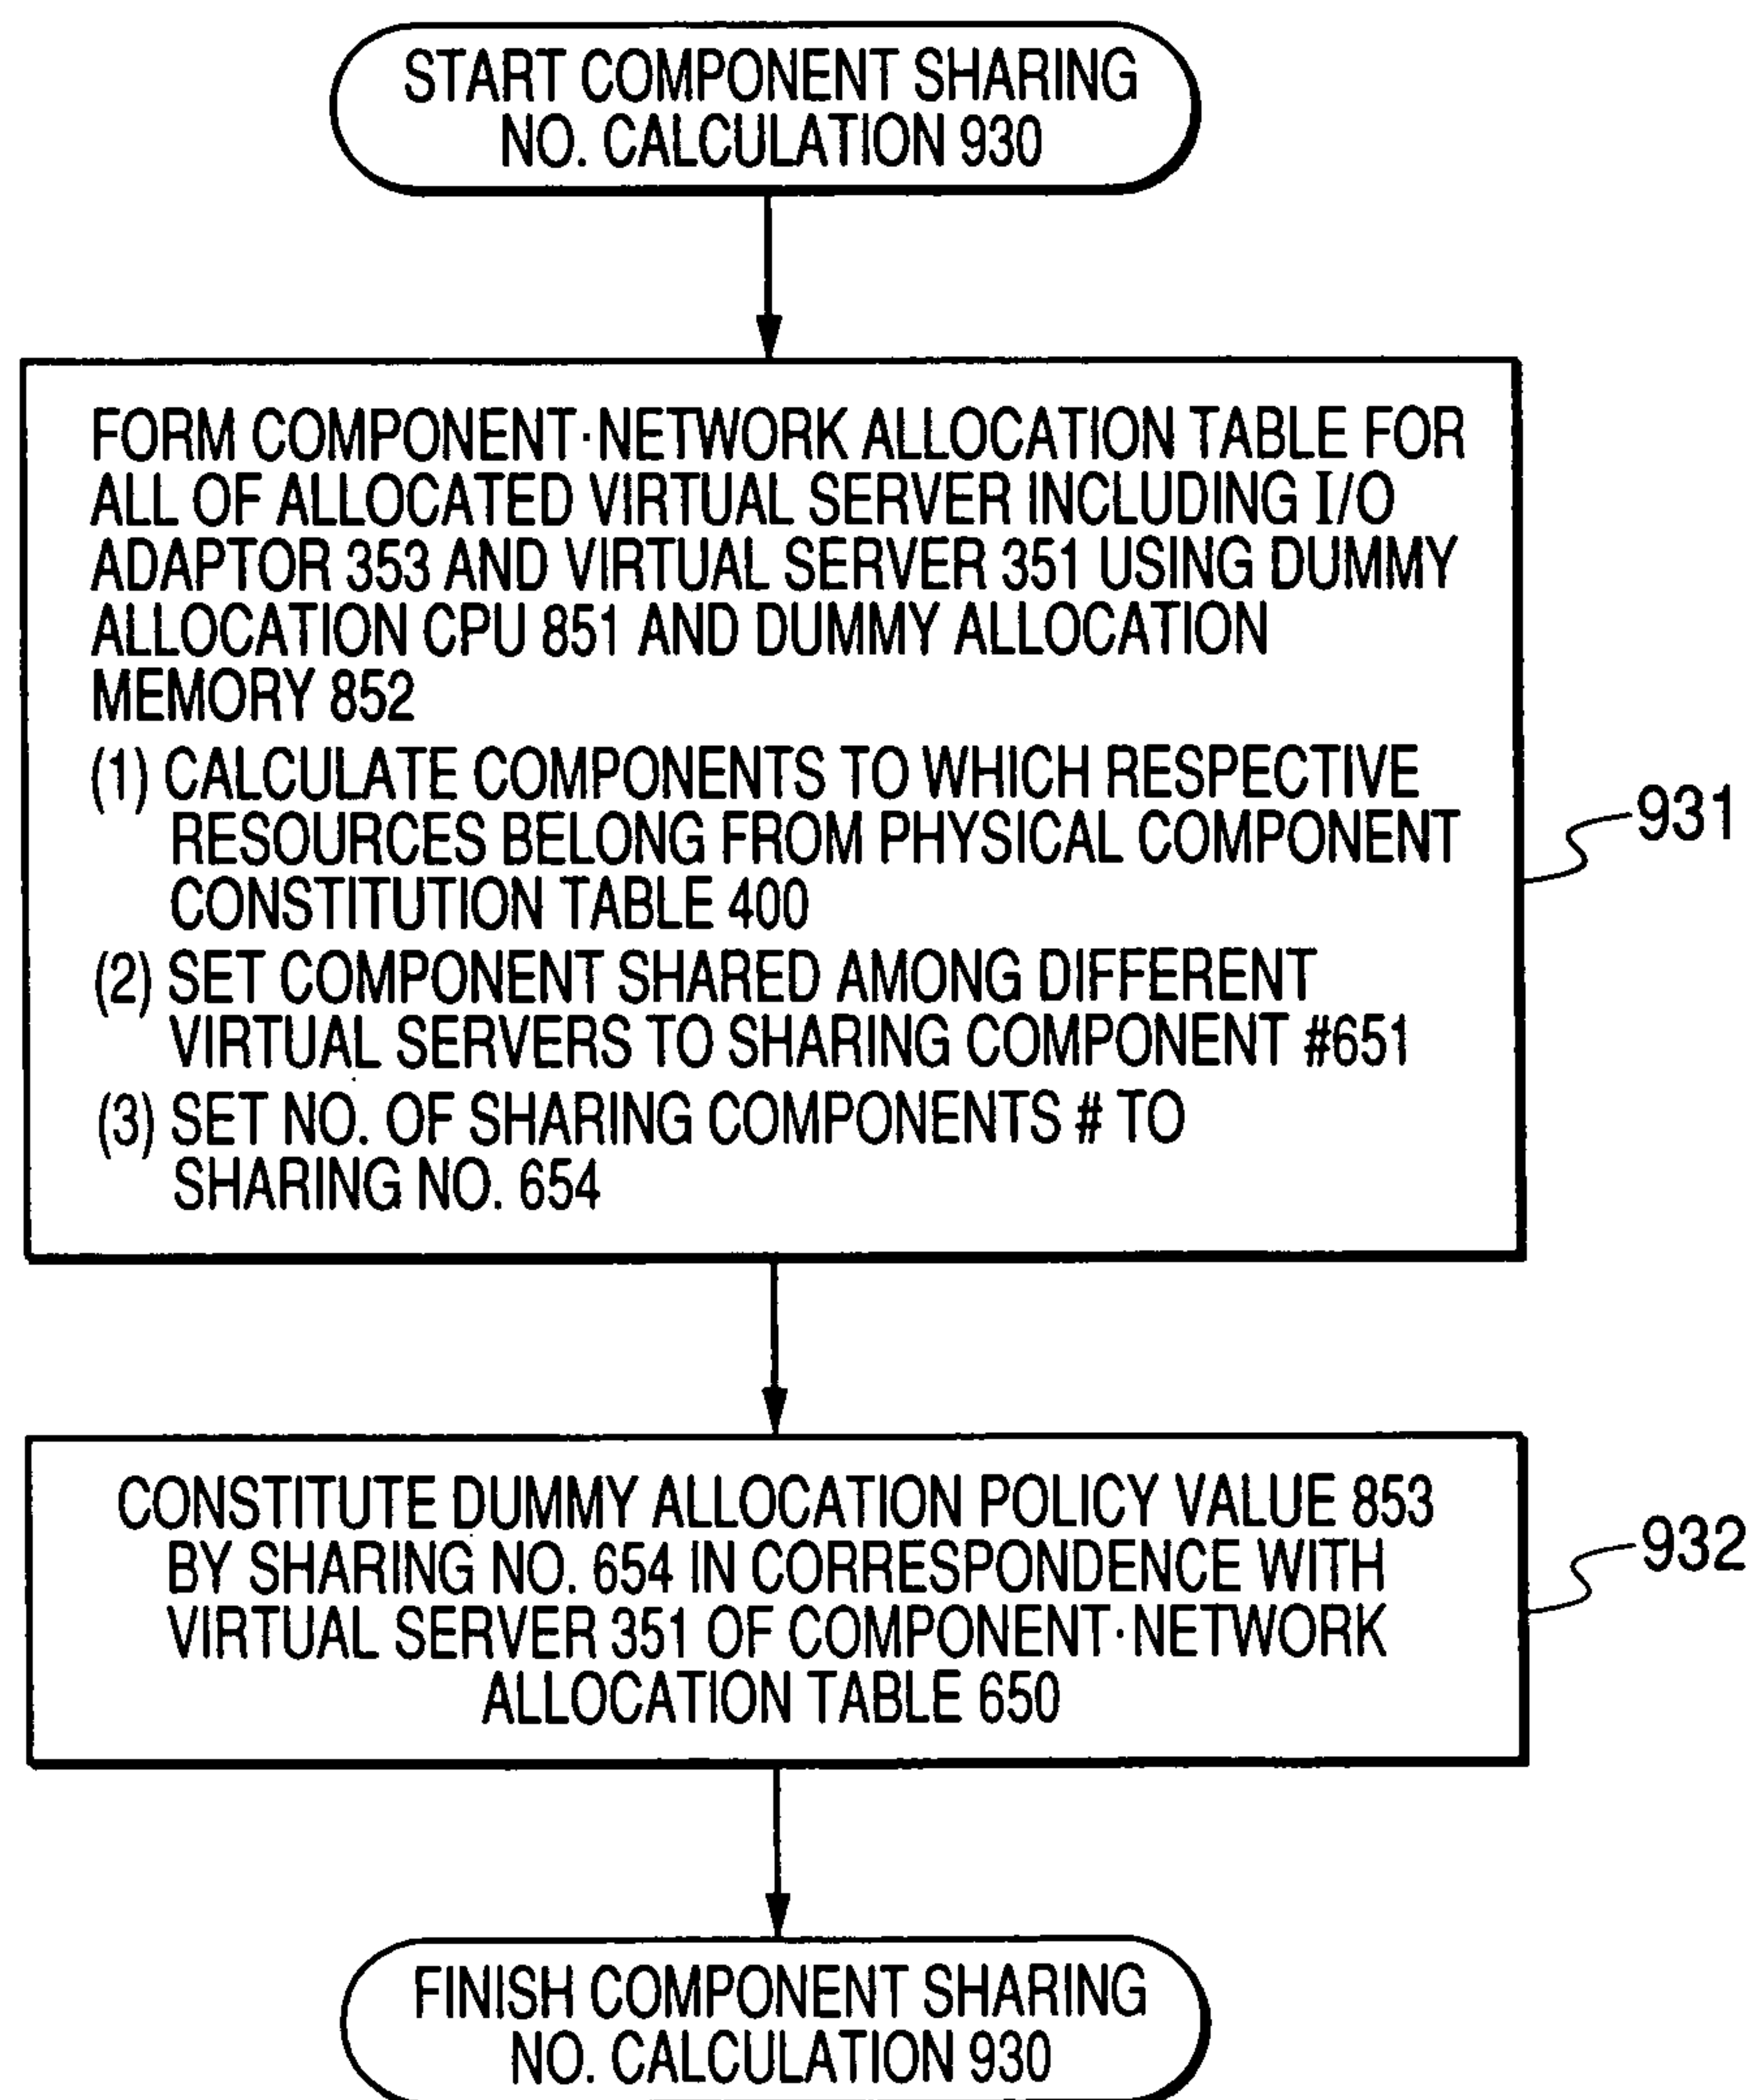 START COMPONENT SHARING
NO. CALCULATION 930
FORM COMPONENT·NETWORK ALLOCATION TABLE FOR
ALL OF ALLOCATED VIRTUAL SERVER INCLUDING I/O
ADAPTOR 353 AND VIRTUAL SERVER 351 USING DUMMY
ALLOCATION CPU 851 AND DUMMY ALLOCATION
MEMORY 852
(1) CALCULATE COMPONENTS TO WHICH RESPECTIVE
RESOURCES BELONG FROM PHYSICAL COMPONENT
CONSTITUTION TABLE 400
(2) SET COMPONENT SHARED AMONG DIFFERENT
VIRTUAL SERVERS TO SHARING COMPONENT #651
(3) SET NO. OF SHARING COMPONENTS # TO
SHARING NO. 654
931
CONSTITUTE DUMMY ALLOCATION POLICY VALUE 853
BY SHARING NO. 654 IN CORRESPONDENCE WITH
VIRTUAL SERVER 351 OF COMPONENT·NETWORK
ALLOCATION TABLE 650
932
FINISH COMPONENT SHARING
NO. CALCULATION 930